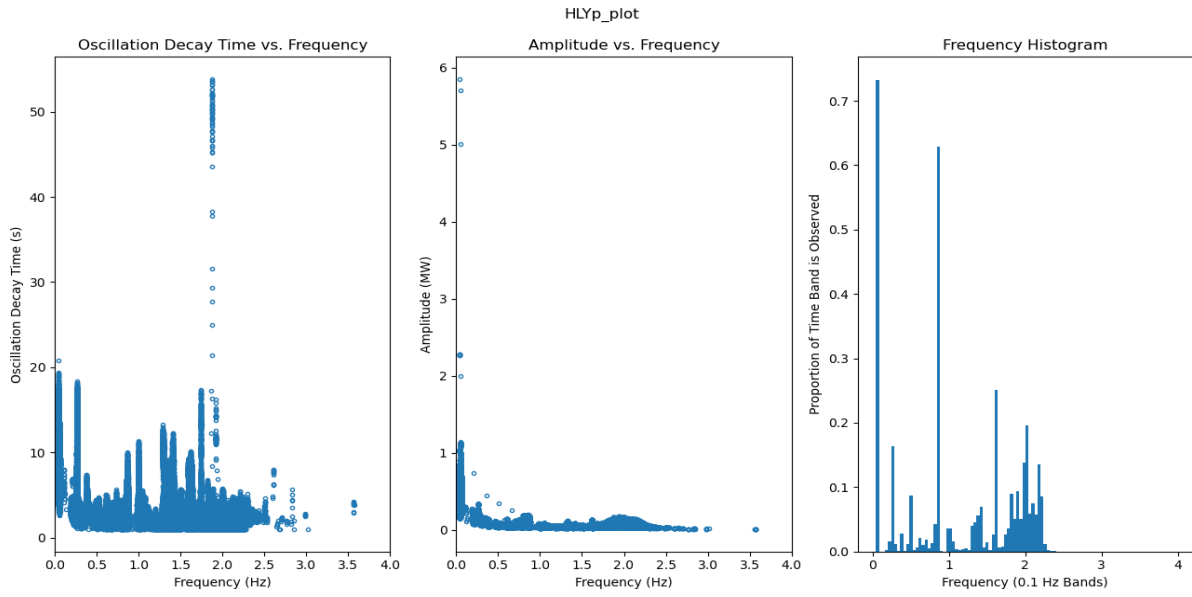 HLYp_plot
Oscillation Decay Time vs. Frequency
Amplitude vs. Frequency
Frequency Histogram
Oscillation Decay Time (s)
0
10
20
30
40
50
0.0 0.5 1.0 1.5 2.0 2.5 3.0 3.5 4.0
Frequency (Hz)
Amplitude (MW)
0
1
2
3
4
5
6
0.0 0.5 1.0 1.5 2.0 2.5 3.0 3.5 4.0
Frequency (Hz)
Proportion of Time Band is Observed
0.0
0.1
0.2
0.3
0.4
0.5
0.6
0.7
0 1 2 3 4
Frequency (0.1 Hz Bands)